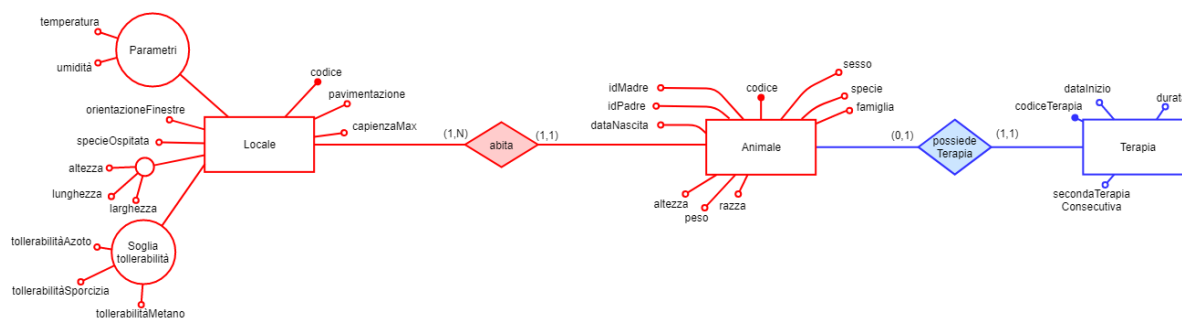 temperatura
Parametri
umidità
codice
pavimentazione
orientazioneFinestre
capienzaMax
specieOspitata
Locale
altezza
lunghezza
larghezza
tollerabilitàAzoto
Soglia
tollerabilità
tollerabilitàSporcizia
tollerabilitàMetano
(1,N)
abita
(1,1)
sesso
idMadre
codice
specie
idPadre
famiglia
dataNascita
Animale
altezza
razza
peso
(0,1)
possiede
Terapia
(1,1)
dataInizio
durata
codiceTerapia
Terapia
secondaTerapia
Consecutiva